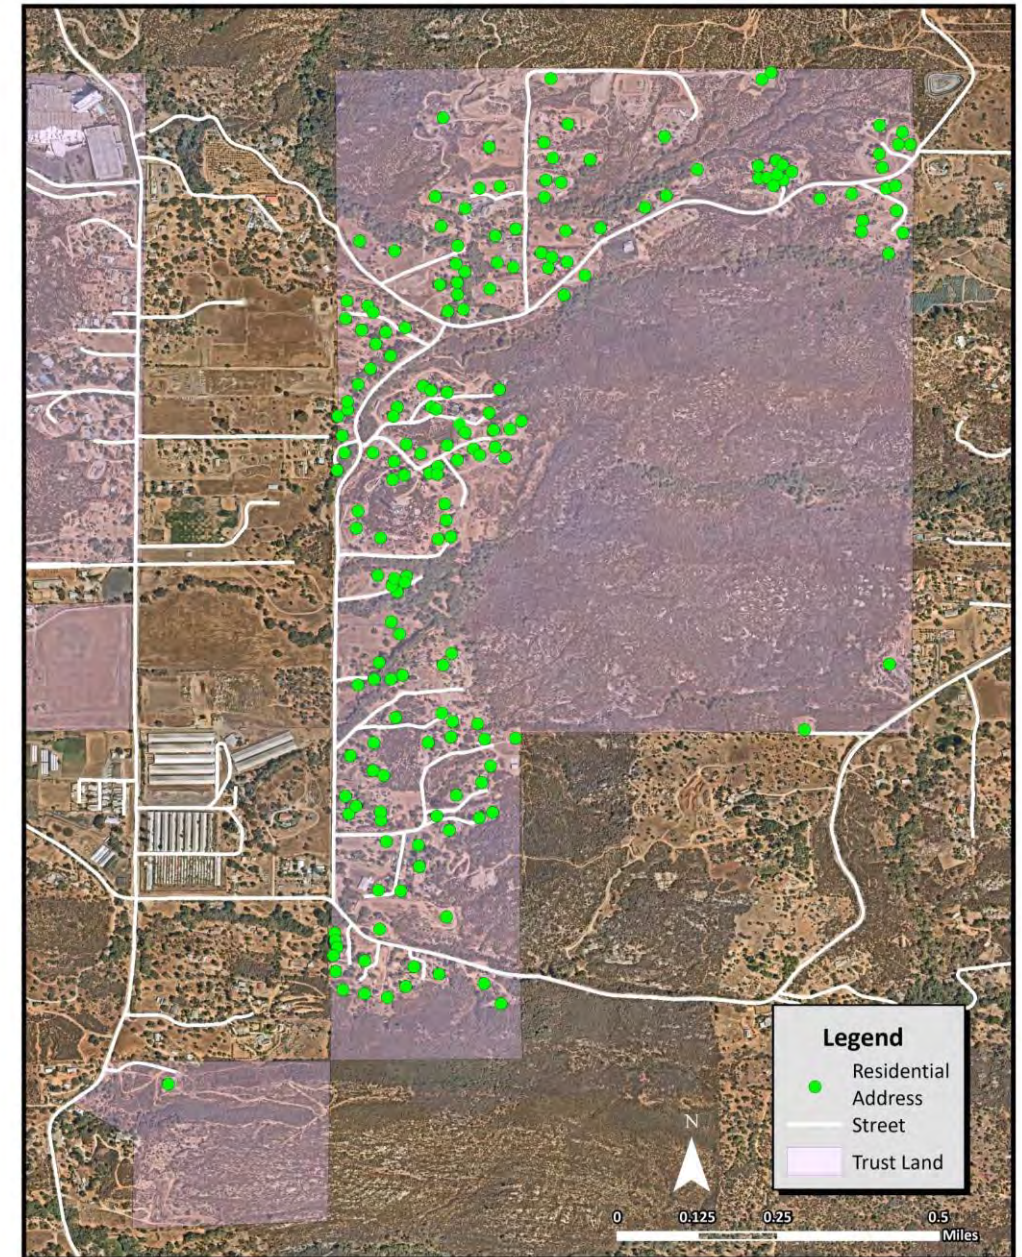 Legend
Residential
Address
Street
Trust Land
N
0 0.125 0.25 0.5
Miles